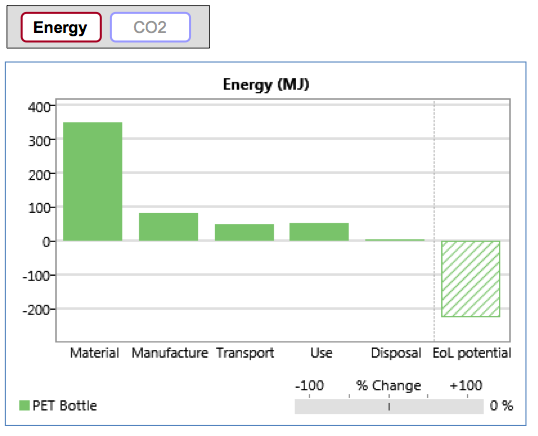 Energy CO2
Energy (MJ)
400
300
200
100
0
-100
-200
Material Manufacture Transport Use Disposal EoL potential
-100 % Change +100
PET Bottle 0 %